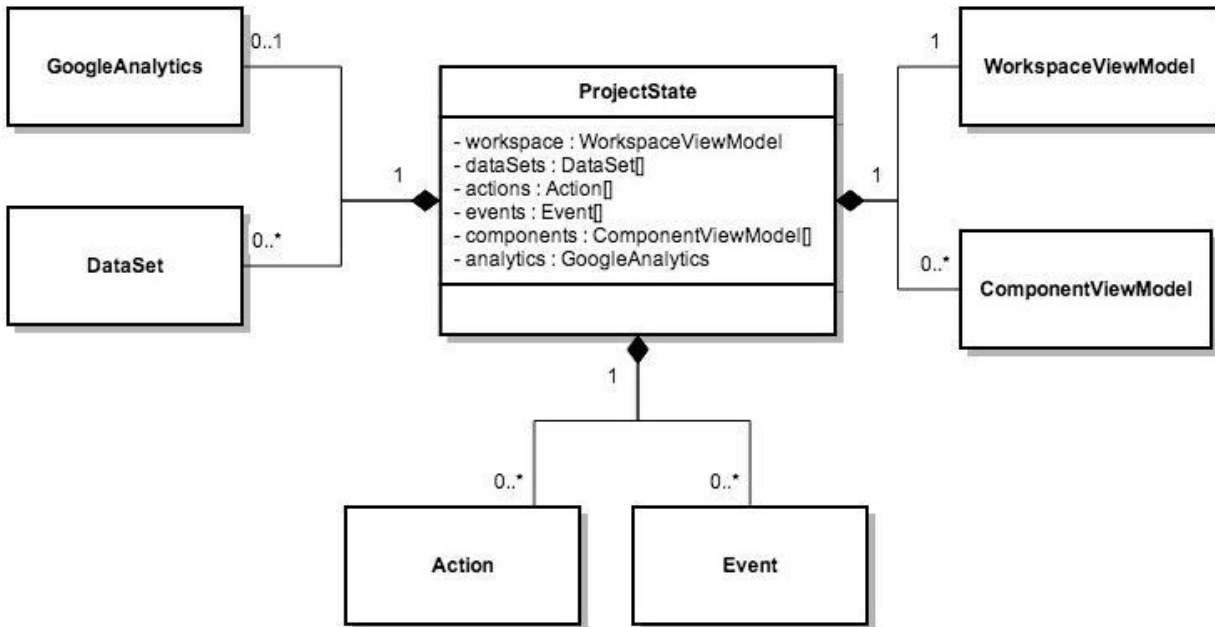 GoogleAnalytics
0..1
DataSet
0..*
1
ProjectState
- workspace : WorkspaceViewModel
- dataSets : DataSet[]
- actions : Action[]
- events : Event[]
- components : ComponentViewModel[]
- analytics : GoogleAnalytics
1
1
WorkspaceViewModel
0..*
ComponentViewModel
1
0..*
0..*
Action
Event